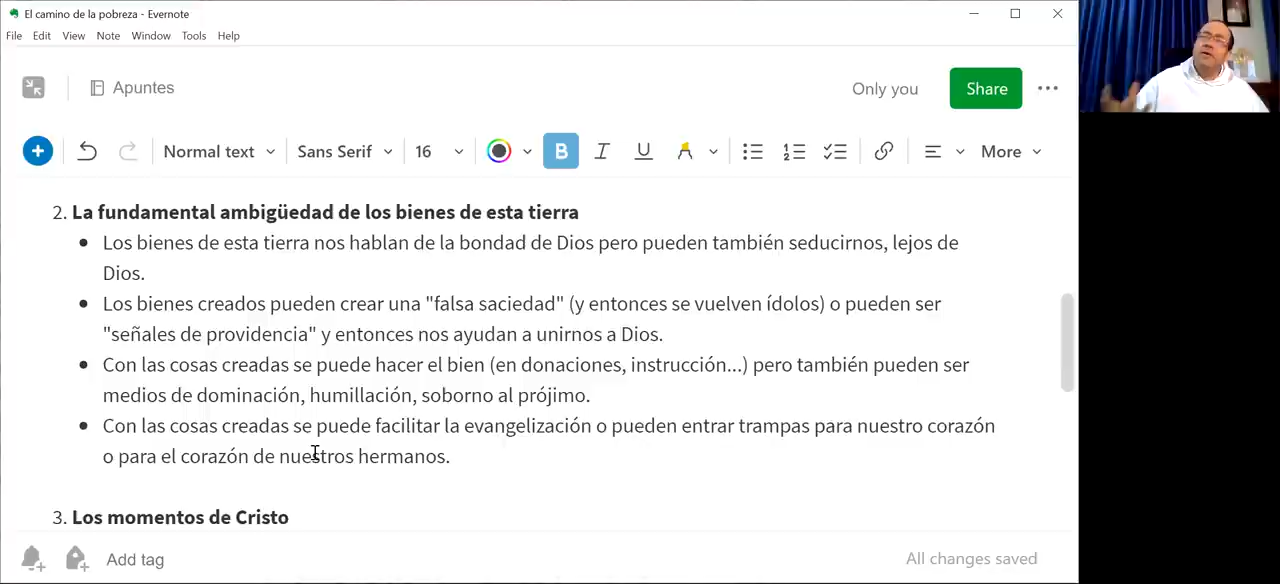 El camino de la pobreza - Evernote
File Edit View Note Window Tools Help
Apuntes
Only you
Share
Normal text
Sans Serif
16
B
I
U
A
More
2. La fundamental ambigüedad de los bienes de esta tierra
Los bienes de esta tierra nos hablan de la bondad de Dios pero pueden también seducirnos, lejos de
Dios.
Los bienes creados pueden crear una "falsa saciedad" (y entonces se vuelven ídolos) o pueden ser
"señales de providencia" y entonces nos ayudan a unirnos a Dios.
Con las cosas creadas se puede hacer el bien (en donaciones, instrucción...) pero también pueden ser
medios de dominación, humillación, soborno al prójimo.
Con las cosas creadas se puede facilitar la evangelización o pueden entrar trampas para nuestro corazón
o para el corazón de nuestros hermanos.
3. Los momentos de Cristo
Add tag
All changes saved